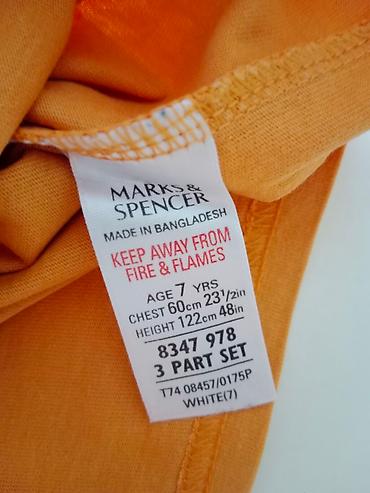 MARKS &
SPENCER
MADE IN BANGLADESH
KEEP AWAY FROM
FIRE & FLAMES
AGE 7 YRS
CHEST 60cm 23½in
HEIGHT 122cm 48in
8347 978
3 PART SET
T74 08457/0175P
WHITE(7)